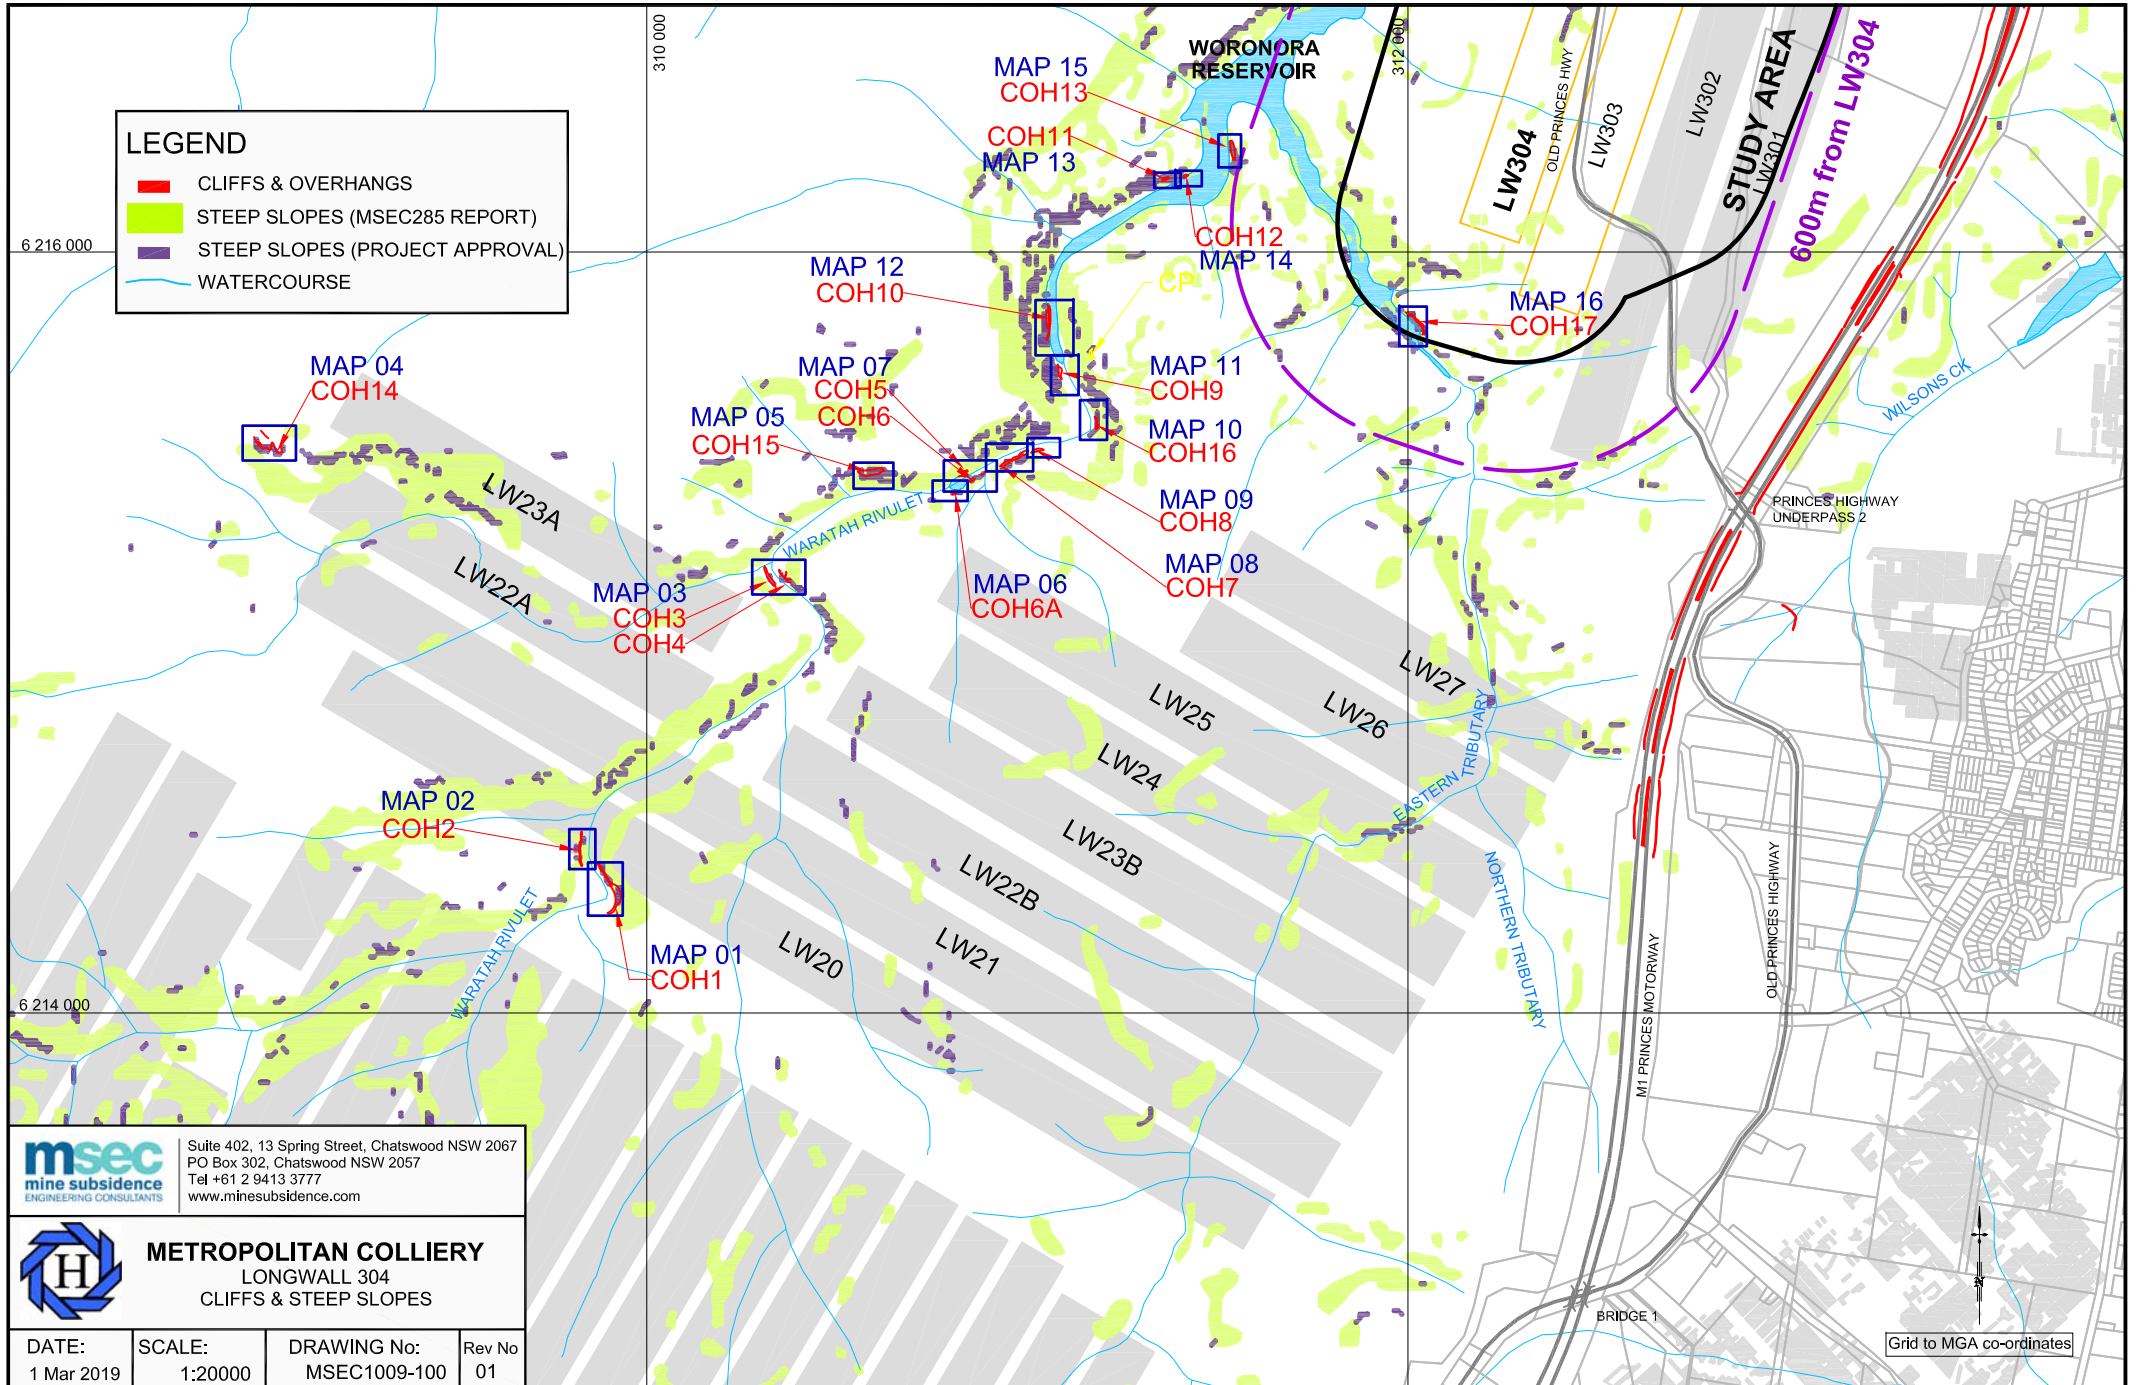 310 000
312 000
WORONORA
RESERVOIR
MAP 15
COH13
COH11
MAP 13
COH12
MAP 14
LW304
OLD PRINCES HWY
LW303
LW302
STUDY AREA
LW301
600m from LW304
LEGEND
CLIFFS & OVERHANGS
STEEP SLOPES (MSEC285 REPORT)
STEEP SLOPES (PROJECT APPROVAL)
WATERCOURSE
6 216 000
MAP 12
COH10
CP
MAP 16
COH17
MAP 04
COH14
MAP 07
COH5
COH6
MAP 11
COH9
MAP 05
COH15
MAP 10
COH16
WILSONS CK
LW23A
WARATAH RIVULET
MAP 09
COH8
PRINCES HIGHWAY
UNDERPASS 2
LW22A
MAP 03
COH3
COH4
MAP 06
COH6A
MAP 08
COH7
LW27
LW26
LW25
LW24
EASTERN TRIBUTARY
MAP 02
COH2
LW23B
LW22B
LW21
LW20
NORTHERN TRIBUTARY
OLD PRINCES HIGHWAY
M1 PRINCES MOTORWAY
WARATAH RIVULET
MAP 01
COH1
6 214 000
msec
mine subsidence
ENGINEERING CONSULTANTS
Suite 402, 13 Spring Street, Chatswood NSW 2067
PO Box 302, Chatswood NSW 2057
Tel +61 2 9413 3777
www.minesubsidence.com
H
METROPOLITAN COLLIERY
LONGWALL 304
CLIFFS & STEEP SLOPES
DATE:
1 Mar 2019
SCALE:
1:20000
DRAWING No:
MSEC1009-100
Rev No
01
BRIDGE 1
N
Grid to MGA co-ordinates